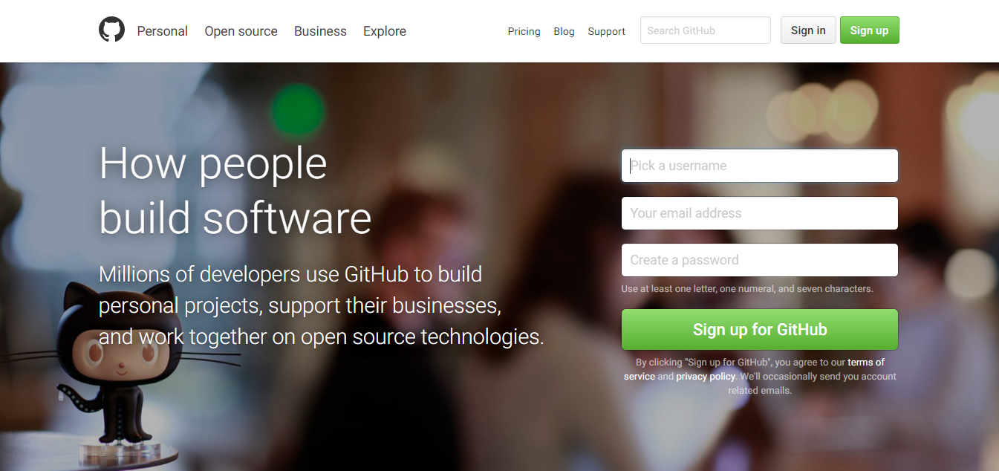 Personal Open source Business Explore Pricing Blog Support Search GitHub Sign in Sign up
How people
build software
Millions of developers use GitHub to build
personal projects, support their businesses,
and work together on open source technologies.
Pick a username
Your email address
Create a password
Use at least one letter, one numeral, and seven characters.
Sign up for GitHub
By clicking "Sign up for GitHub", you agree to our terms of
service and privacy policy. We'll occasionally send you account
related emails.